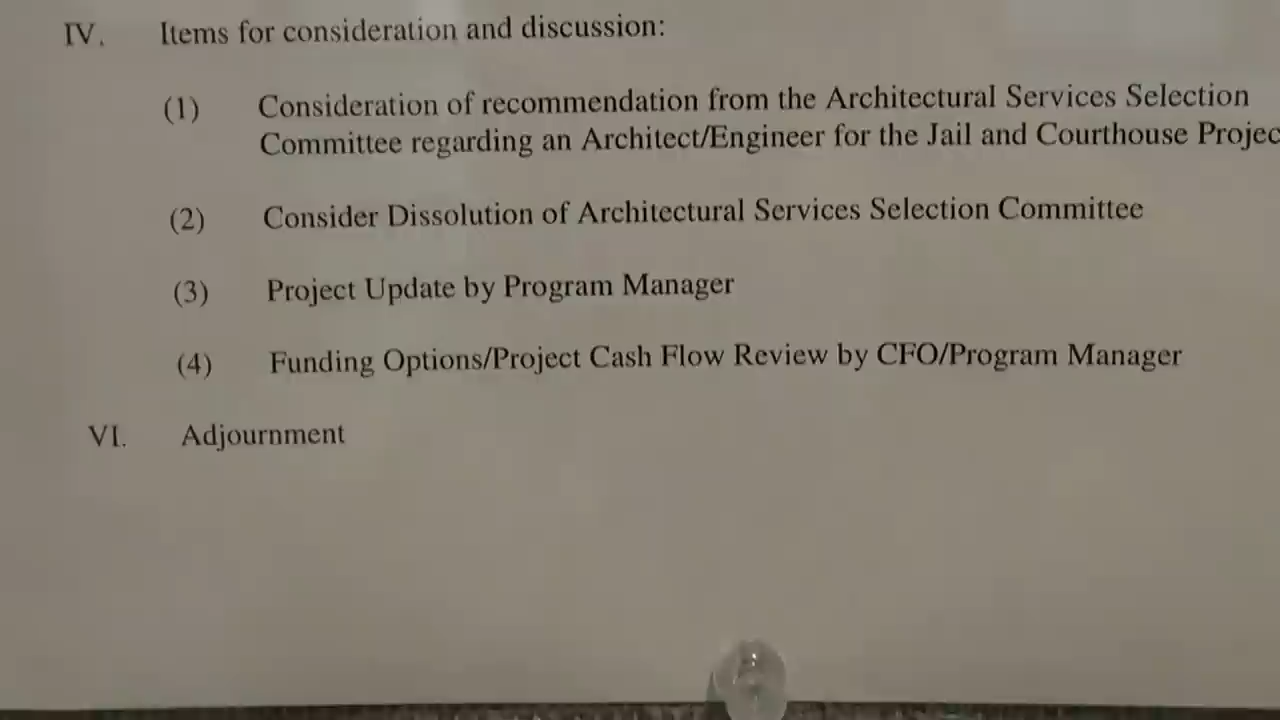 IV. Items for consideration and discussion:
(1) Consideration of recommendation from the Architectural Services Selection
Committee regarding an Architect/Engineer for the Jail and Courthouse Projec
(2) Consider Dissolution of Architectural Services Selection Committee
(3) Project Update by Program Manager
(4) Funding Options/Project Cash Flow Review by CFO/Program Manager
VI. Adjournment